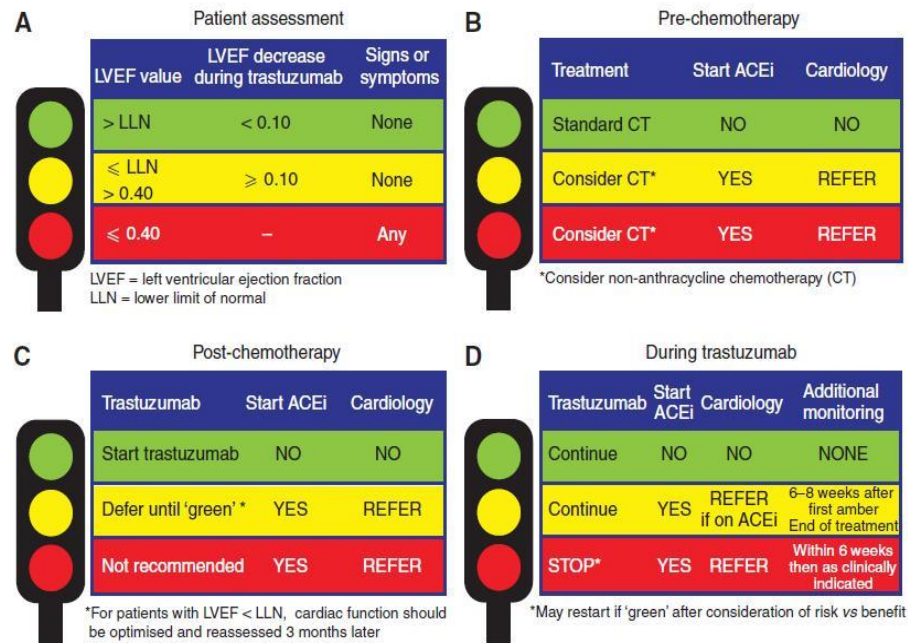 A
Patient assessment
LVEF value
LVEF decrease
during trastuzumab
Signs or
symptoms
> LLN
< 0.10
None
⩽ LLN
> 0.40
⩾ 0.10
None
⩽ 0.40
–
Any
LVEF = left ventricular ejection fraction
LLN = lower limit of normal
B
Pre-chemotherapy
Treatment Start ACEi Cardiology
Standard CT NO NO
Consider CT* YES REFER
Consider CT* YES REFER
*Consider non-anthracycline chemotherapy (CT)
C
Post-chemotherapy
Trastuzumab Start ACEi Cardiology
Start trastuzumab NO NO
Defer until ‘green’ * YES REFER
Not recommended YES REFER
*For patients with LVEF < LLN, cardiac function should
be optimised and reassessed 3 months later
D
During trastuzumab
Trastuzumab
Start
ACEi
Cardiology
Additional
monitoring
Continue NO NO NONE
Continue
YES
REFER
if on ACEi
6–8 weeks after
first amber
End of treatment
STOP*
YES
REFER
Within 6 weeks
then as clinically
indicated
*May restart if ‘green’ after consideration of risk vs benefit